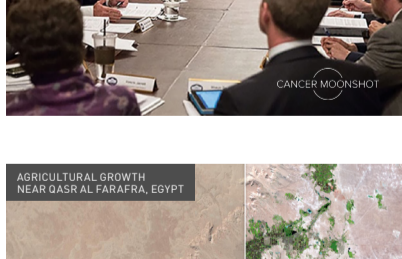 CANCER MOONSHOT
AGRICULTURAL GROWTH
NEAR QASR AL FARAFRA, EGYPT